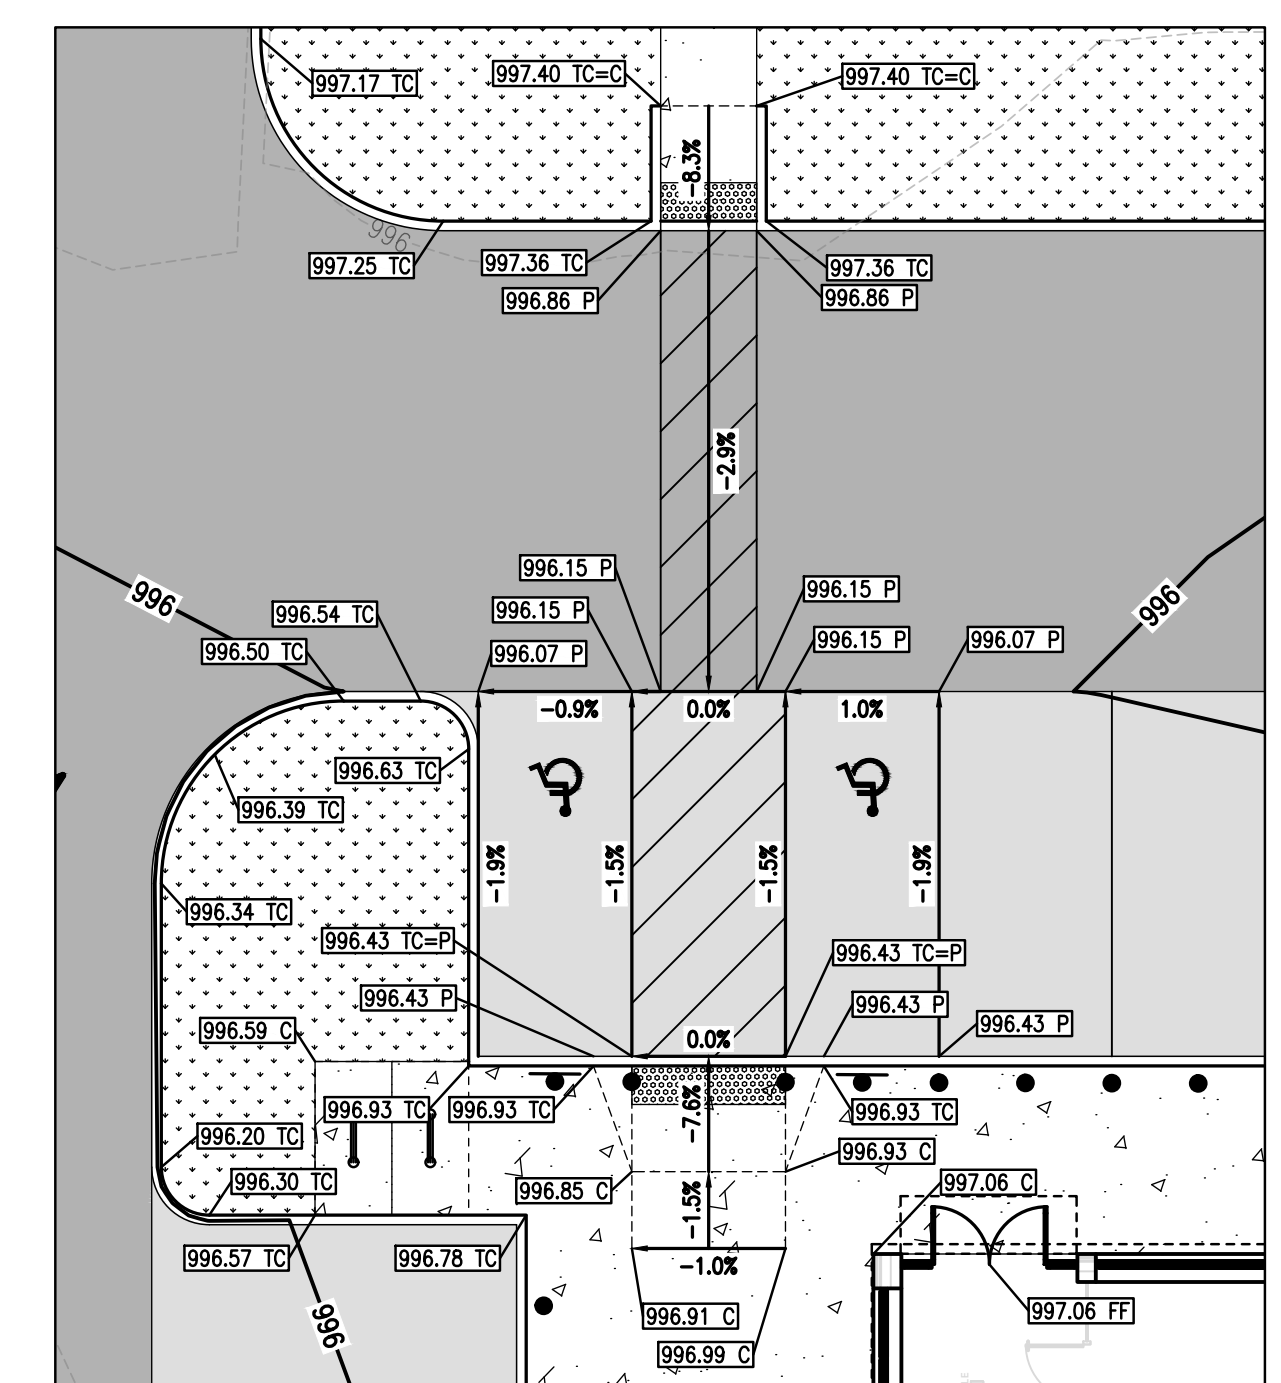 997.17 TC
997.40 TC=C
997.40 TC=C
-8.3%
996
997.25 TC
997.36 TC
997.36 TC
996.86 P
996.86 P
-2.9%
996.15 P
996.15 P
996
996
996.54 TC
996.15 P
996.15 P
996.07 P
996.50 TC
996.07 P
-0.9%
0.0%
1.0%
996.63 TC
996.39 TC
-1.9%
-1.5%
-1.5%
-1.9%
996.34 TC
996.43 TC=P
996.43 TC=P
996.43 P
996.43 P
996.43 P
996.59 C
0.0%
996.93 TC
996.93 TC
-7.6%
996.93 TC
996.20 TC
996.93 C
996.30 TC
996.85 C
-1.5%
997.06 C
996.57 TC
996.78 TC
-1.0%
996
996.91 C
997.06 FF
996.99 C